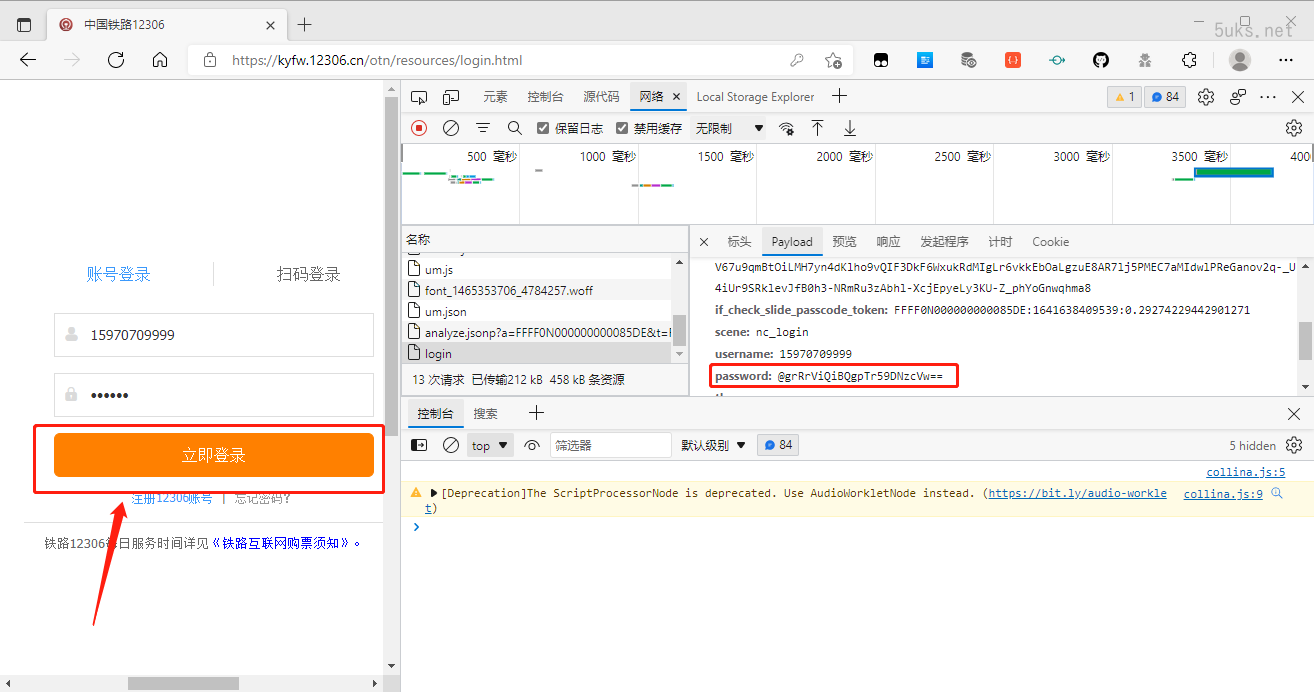 中国铁路12306
5uks.net
https://kyfw.12306.cn/otn/resources/login.html
账号登录
扫码登录
15970709999
••••••
立即登录
注册12306账号 | 忘记密码?
铁路12306每日服务时间详见《铁路互联网购票须知》。
元素 控制台 源代码 网络 Local Storage Explorer
1 84
保留日志 禁用缓存 无限制
500 毫秒 1000 毫秒 1500 毫秒 2000 毫秒 2500 毫秒 3000 毫秒 3500 毫秒 400
名称
um.js
font_1465353706_4784257.woff
um.json
analyze.jsonp?a=FFFF0N000000000085DE&t=
login
13 次请求 已传输212 kB 458 kB 条资源
标头 Payload 预览 响应 发起程序 计时 Cookie
V67u9qmBtOiLMH7yn4dKlho9vQIF3DkF6WxukRdMIgLr6vkkEbOaLgzuE8AR7lj5PMEC7aMIdwlPReGanov2q-_U
4iUr9SRklevJfB0h3-NRmRu3zAbhl-XcjEpyeLy3KU-Z_phYoGnwqhma8
if_check_slide_passcode_token: FFFF0N000000000085DE:1641638409539:0.29274229442901271
scene: nc_login
username: 15970709999
password: @grRrViQiBQgpTr59DNzcVw==
控制台 搜索
top 筛选器 默认级别 84 5 hidden
collina.js:5
[Deprecation]The ScriptProcessorNode is deprecated. Use AudioWorkletNode instead. (https://bit.ly/audio-workle collina.js:9
t)